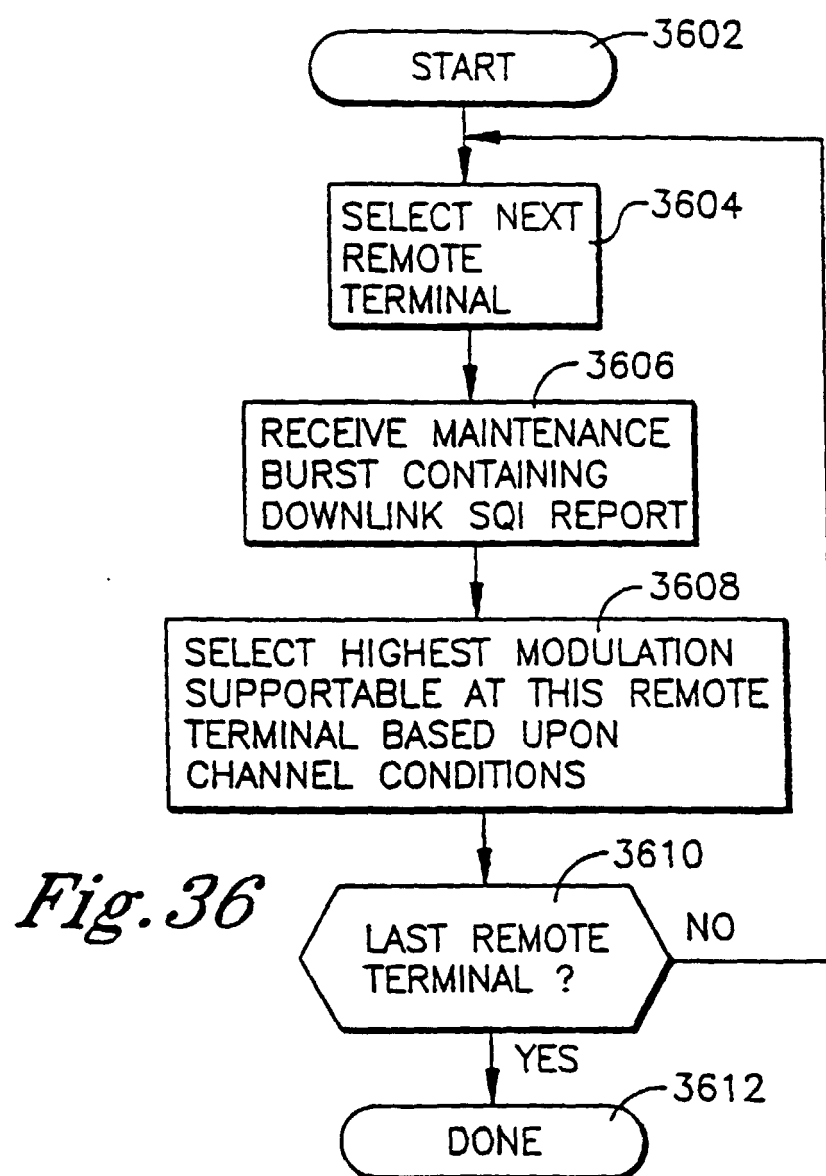 START
3602
SELECT NEXT
REMOTE
TERMINAL
3604
3606
RECEIVE MAINTENANCE
BURST CONTAINING
DOWNLINK SQI REPORT
3608
SELECT HIGHEST MODULATION
SUPPORTABLE AT THIS REMOTE
TERMINAL BASED UPON
CHANNEL CONDITIONS
3610
Fig. 36
LAST REMOTE
TERMINAL ?
NO
YES
3612
DONE